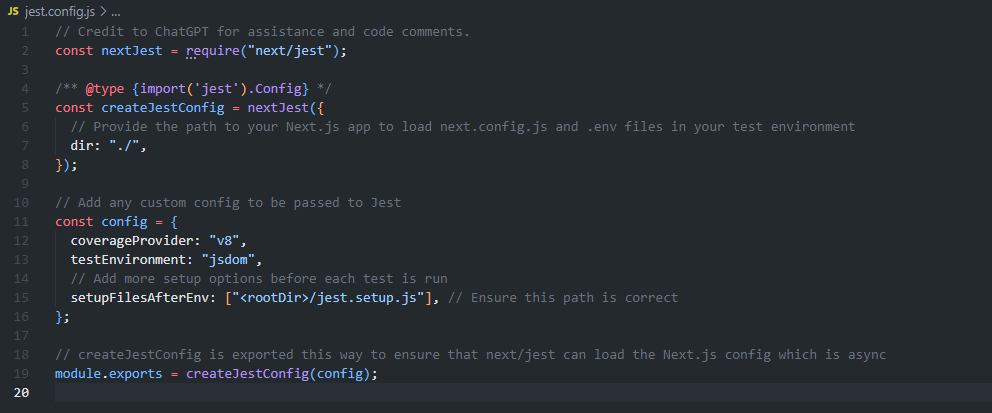 JS jest.config.js > ...
1 // Credit to ChatGPT for assistance and code comments.
2 const nextJest = require("next/jest");
3
4 /** @type {import('jest').Config} */
5 const createJestConfig = nextJest({
6   // Provide the path to your Next.js app to load next.config.js and .env files in your test environment
7   dir: "./",
8 });
9
10 // Add any custom config to be passed to Jest
11 const config = {
12   coverageProvider: "v8",
13   testEnvironment: "jsdom",
14   // Add more setup options before each test is run
15   setupFilesAfterEnv: ["<rootDir>/jest.setup.js"], // Ensure this path is correct
16 };
17
18 // createJestConfig is exported this way to ensure that next/jest can load the Next.js config which is async
19 module.exports = createJestConfig(config);
20